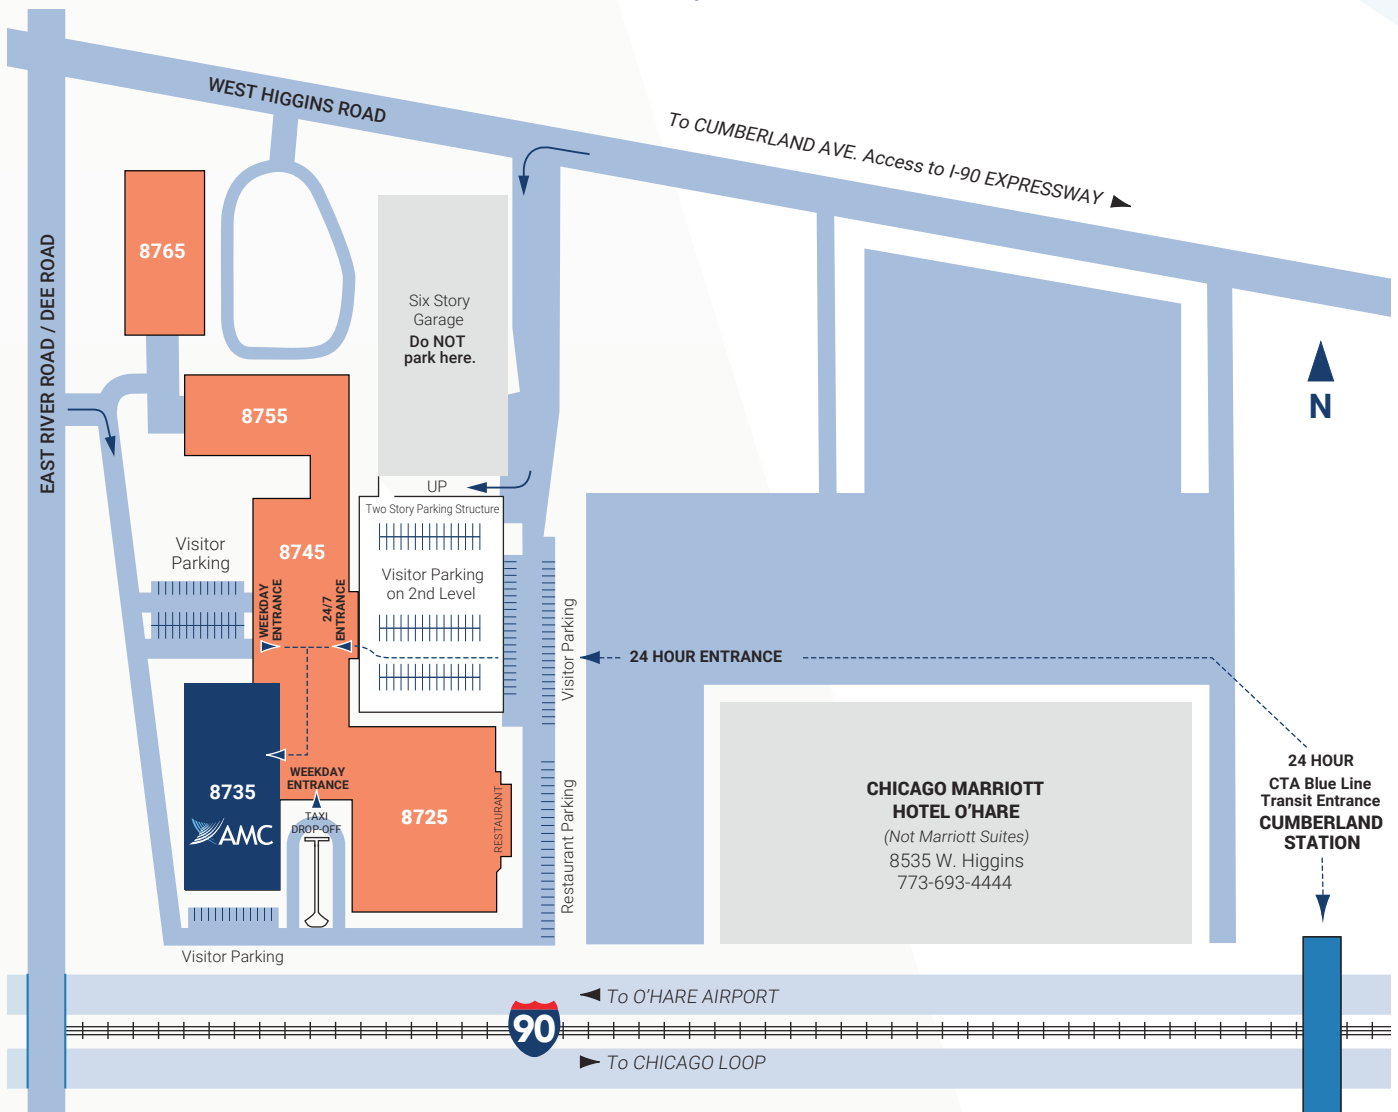 WEST HIGGINS ROAD
To CUMBERLAND AVE. Access to I-90 EXPRESSWAY
EAST RIVER ROAD / DEE ROAD
8765
Six Story
Garage
Do NOT
park here.
N
8755
UP
Two Story Parking Structure
Visitor
Parking
8745
Visitor Parking
on 2nd Level
WEEKDAY
ENTRANCE
24/7
ENTRANCE
Visitor Parking
24 HOUR ENTRANCE
8735
AMC
WEEKDAY
ENTRANCE
TAXI
DROP-OFF
8725
RESTAURANT
Restaurant Parking
CHICAGO MARRIOTT
HOTEL O'HARE
(Not Marriott Suites)
8535 W. Higgins
773-693-4444
24 HOUR
CTA Blue Line
Transit Entrance
CUMBERLAND
STATION
Visitor Parking
To O'HARE AIRPORT
90
To CHICAGO LOOP